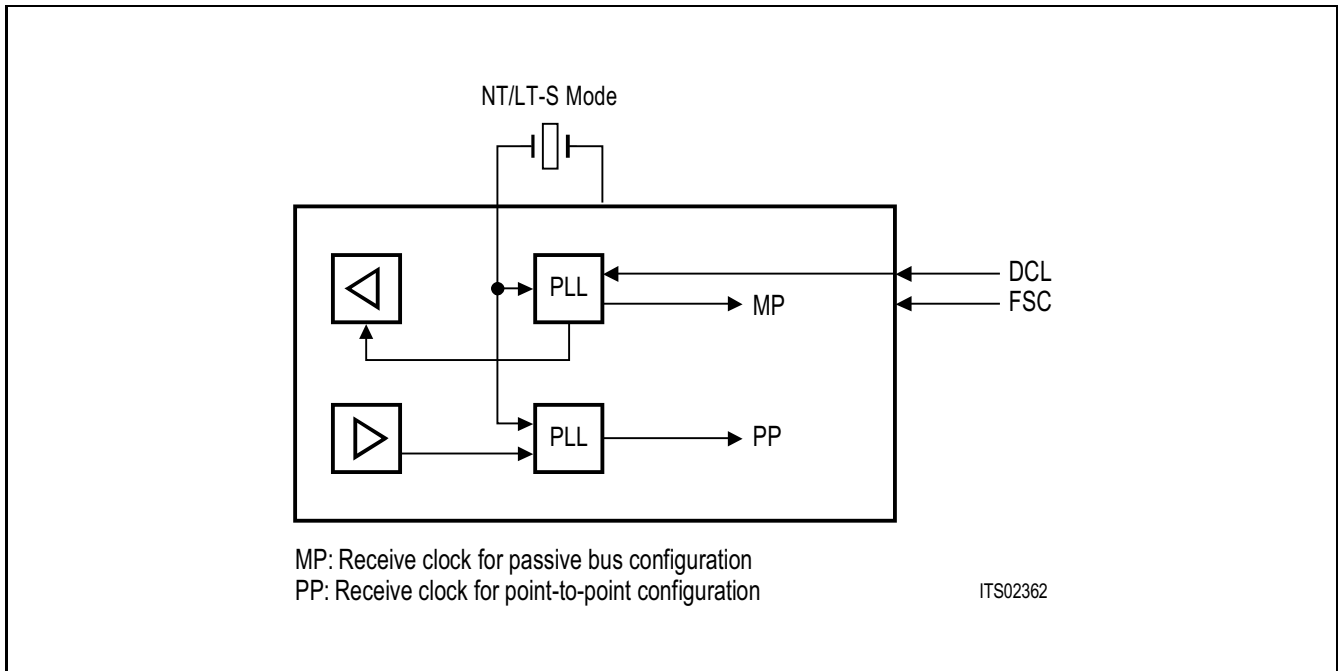 NT/LT-S Mode
PLL
DCL
MP
FSC
PLL
PP
MP: Receive clock for passive bus configuration
PP: Receive clock for point-to-point configuration
ITS02362